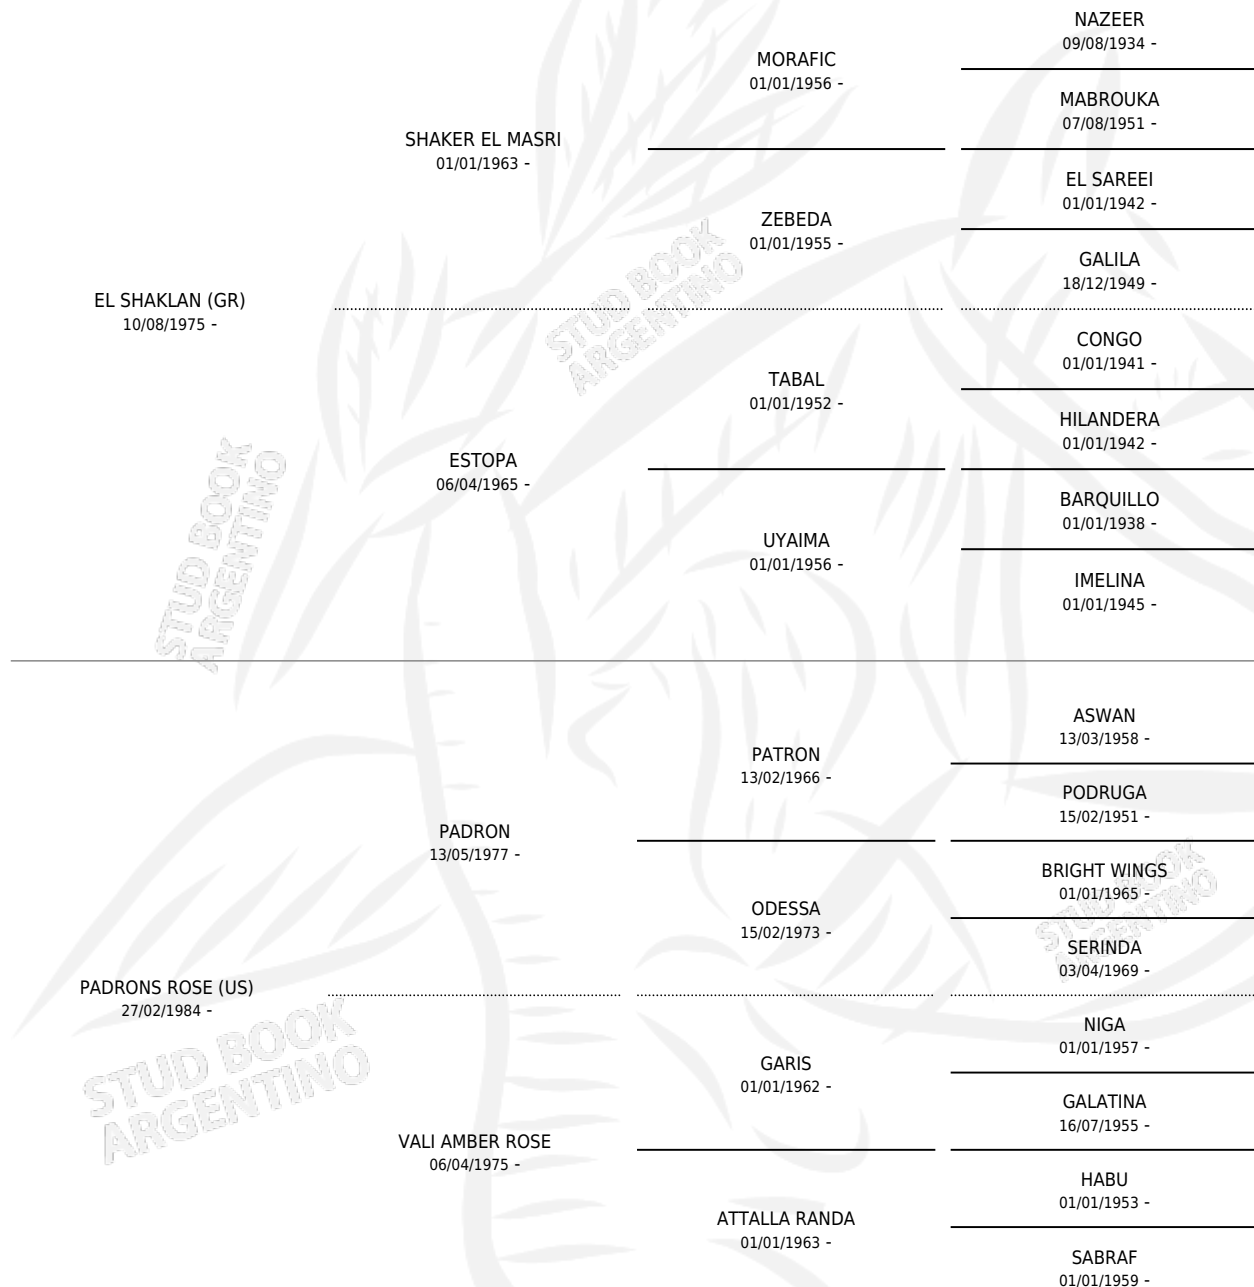 NAZEER
09/08/1934 -
MORAFIC
01/01/1956 -
MABROUKA
07/08/1951 -
SHAKER EL MASRI
01/01/1963 -
EL SAREEI
01/01/1942 -
ZEBEDA
01/01/1955 -
GALILA
18/12/1949 -
EL SHAKLAN (GR)
10/08/1975 -
CONGO
01/01/1941 -
TABAL
01/01/1952 -
HILANDERA
01/01/1942 -
ESTOPA
06/04/1965 -
BARQUILLO
01/01/1938 -
UYAIMA
01/01/1956 -
IMELINA
01/01/1945 -
ASWAN
13/03/1958 -
PATRON
13/02/1966 -
PODRUGA
15/02/1951 -
PADRON
13/05/1977 -
BRIGHT WINGS
01/01/1965 -
ODESSA
15/02/1973 -
SERINDA
03/04/1969 -
PADRONS ROSE (US)
27/02/1984 -
NIGA
01/01/1957 -
GARIS
01/01/1962 -
GALATINA
16/07/1955 -
VALI AMBER ROSE
06/04/1975 -
HABU
01/01/1953 -
ATTALLA RANDA
01/01/1963 -
SABRAF
01/01/1959 -
STUD BOOK
ARGENTINO
STUD BOOK
ARGENTINO
STUD BOOK
ARGENTINO
STUD BOOK
ARGENTINO